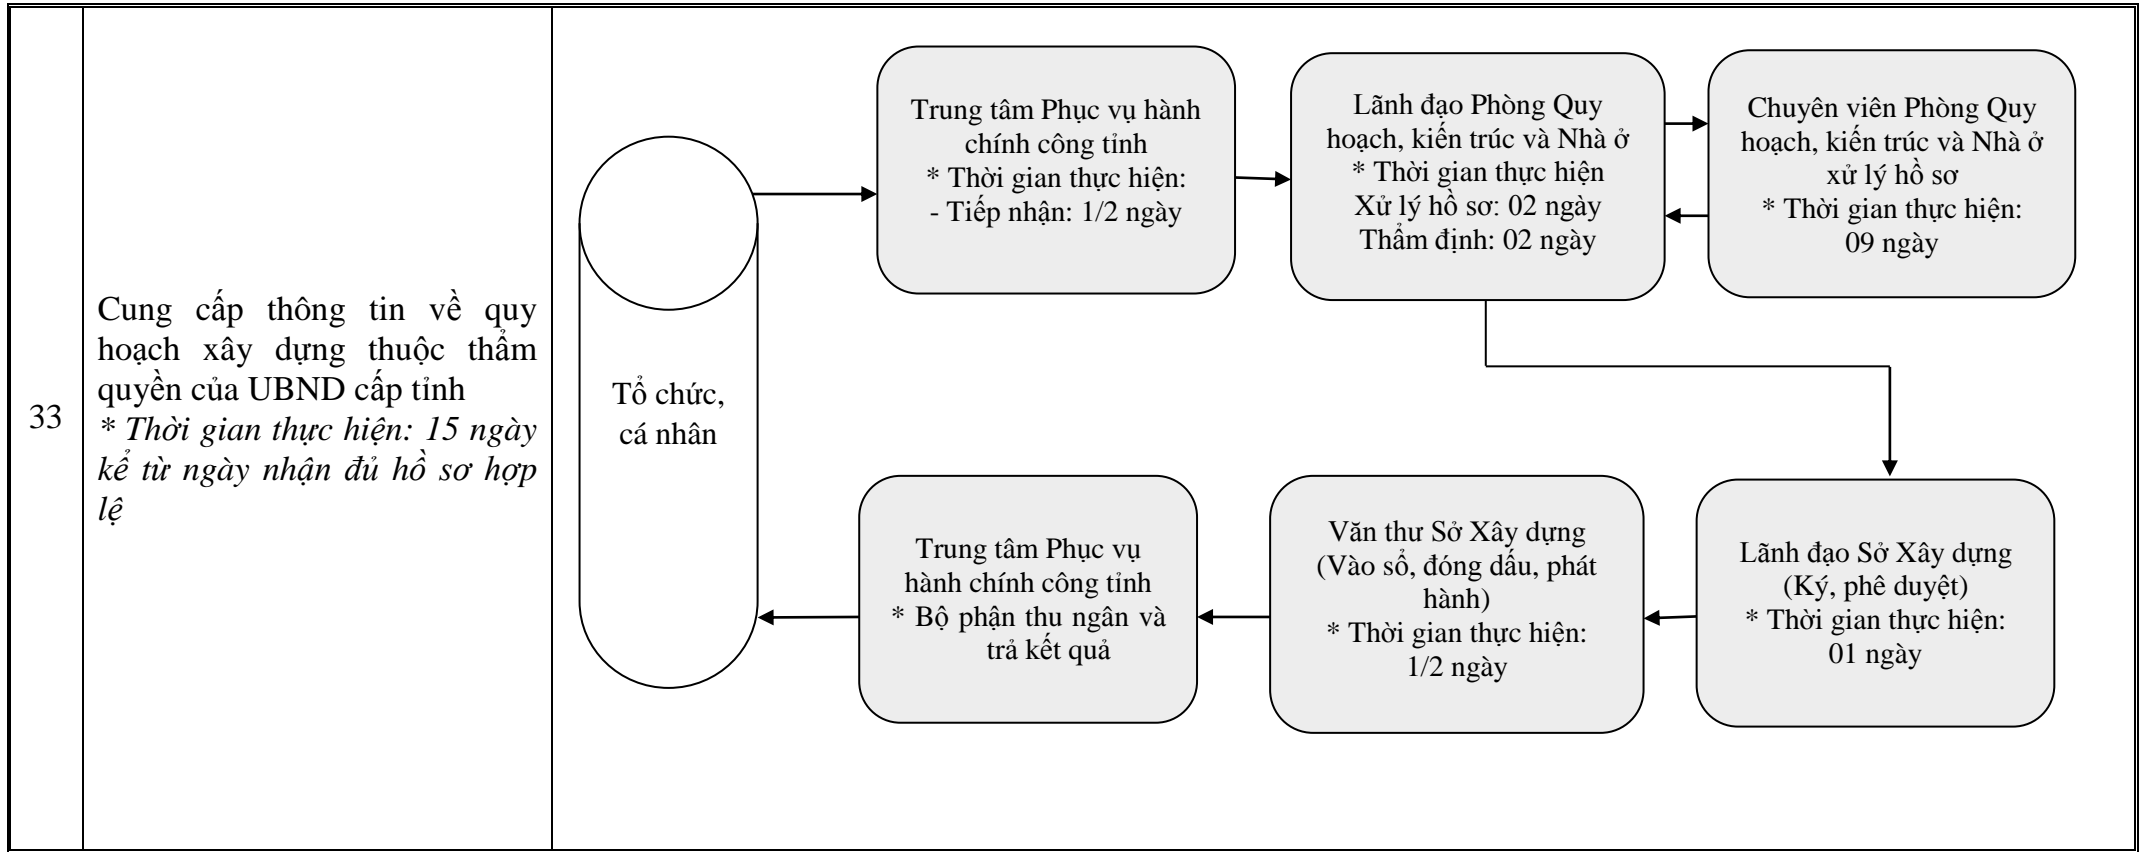 33
Cung cấp thông tin về quy
hoạch xây dựng thuộc thẩm
quyền của UBND cấp tỉnh
* Thời gian thực hiện: 15 ngày
kể từ ngày nhận đủ hồ sơ hợp
lệ
Tổ chức,
cá nhân
Trung tâm Phục vụ hành
chính công tỉnh
* Thời gian thực hiện:
- Tiếp nhận: 1/2 ngày
Lãnh đạo Phòng Quy
hoạch, kiến trúc và Nhà ở
* Thời gian thực hiện
Xử lý hồ sơ: 02 ngày
Thẩm định: 02 ngày
Chuyên viên Phòng Quy
hoạch, kiến trúc và Nhà ở
xử lý hồ sơ
* Thời gian thực hiện:
09 ngày
Trung tâm Phục vụ
hành chính công tỉnh
* Bộ phận thu ngân và
trả kết quả
Văn thư Sở Xây dựng
(Vào sổ, đóng dấu, phát
hành)
* Thời gian thực hiện:
1/2 ngày
Lãnh đạo Sở Xây dựng
(Ký, phê duyệt)
* Thời gian thực hiện:
01 ngày